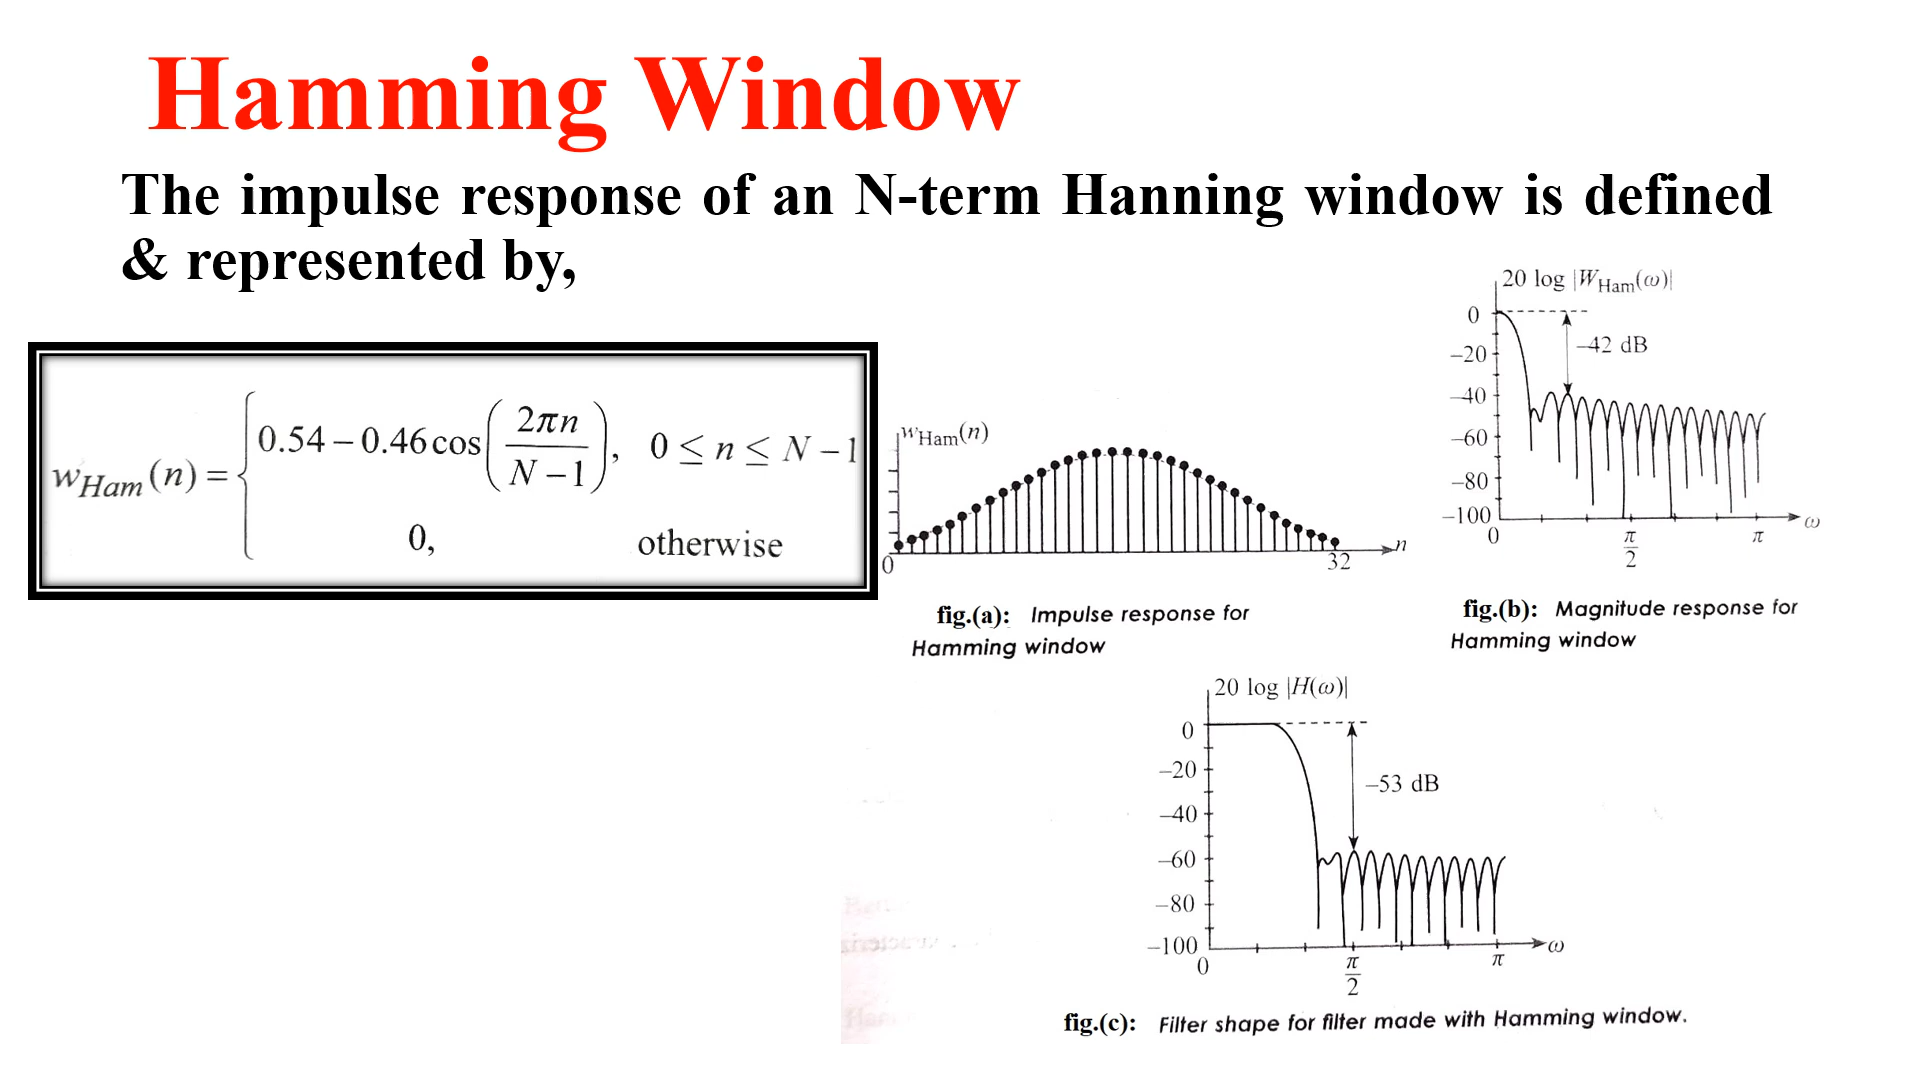 Hamming Window
The impulse response of an N-term Hanning window is defined
& represented by,
w_Ham(n) = { 0.54 – 0.46 cos(2πn / N – 1), 0 ≤ n ≤ N – 1
0, otherwise
w_Ham(n)
0
32
n
fig.(a): Impulse response for
Hamming window
20 log |W_Ham(ω)|
0
–20
–40
–60
–80
–100
–42 dB
0
π/2
π
ω
fig.(b): Magnitude response for
Hamming window
20 log |H(ω)|
0
–20
–40
–60
–80
–100
–53 dB
0
π/2
π
ω
fig.(c): Filter shape for filter made with Hamming window.